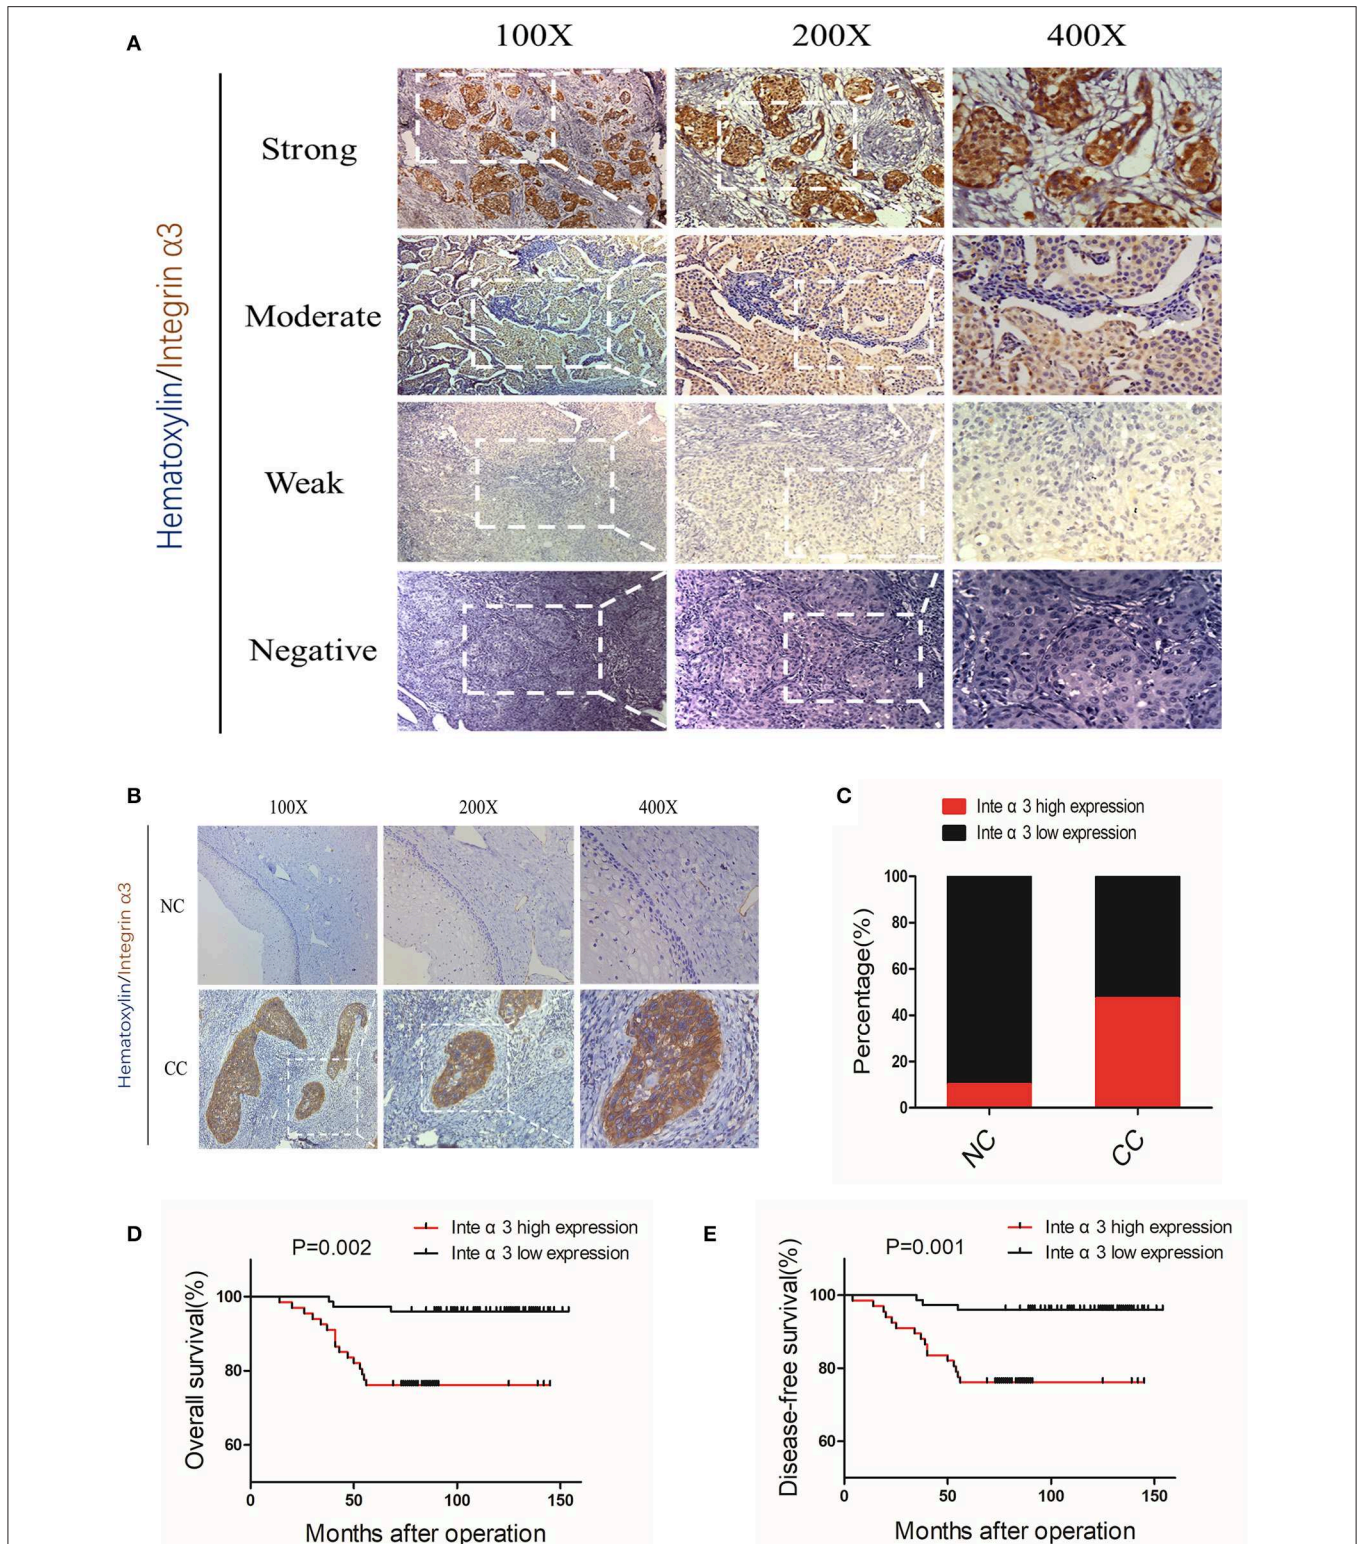 A
100X 200X 400X
Hematoxylin/Integrin α3
Strong
Moderate
Weak
Negative
B
100X 200X 400X
Hematoxylin/Integrin α3
NC
CC
C
Inte α 3 high expression
Inte α 3 low expression
Percentage(%)
100
80
60
40
20
0
NC CC
D
Inte α 3 high expression
P=0.002
Inte α 3 low expression
Overall survival(%)
100
80
60
0 50 100 150
Months after operation
E
Inte α 3 high expression
P=0.001
Inte α 3 low expression
Disease-free survival(%)
100
80
60
0 50 100 150
Months after operation